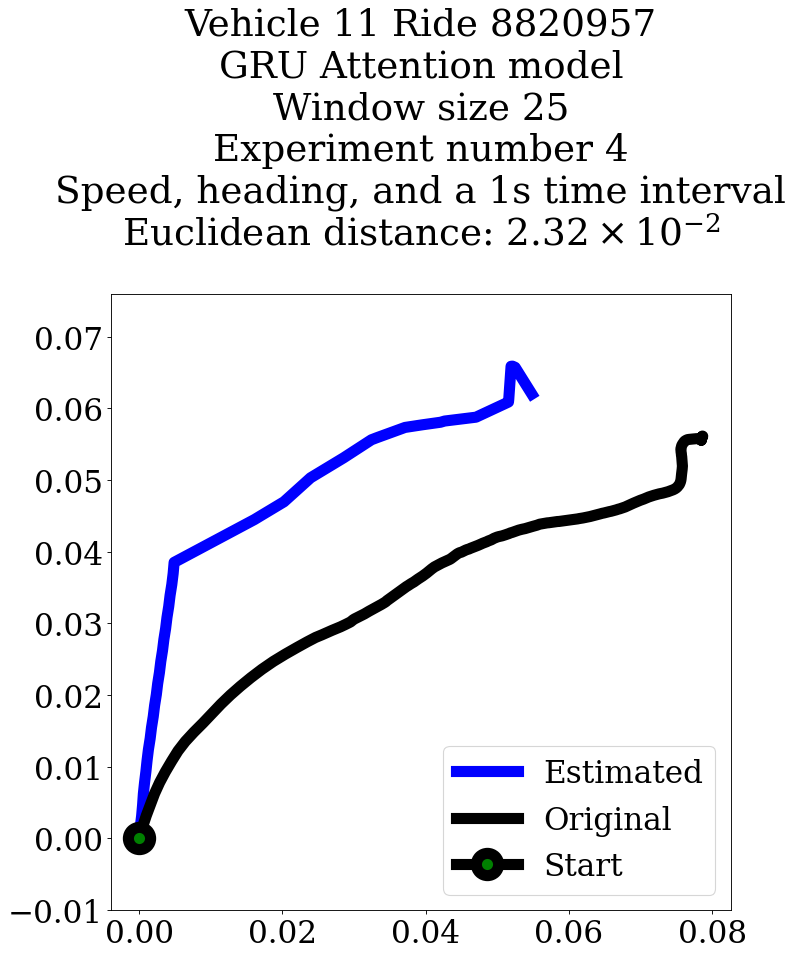 Vehicle 11 Ride 8820957
GRU Attention model
Window size 25
Experiment number 4
Speed, heading, and a 1s time interval
Euclidean distance: 2.32 × 10⁻²
0.07
0.06
0.05
0.04
0.03
0.02
0.01
0.00
−0.01
Estimated
Original
Start
0.00 0.02 0.04 0.06 0.08